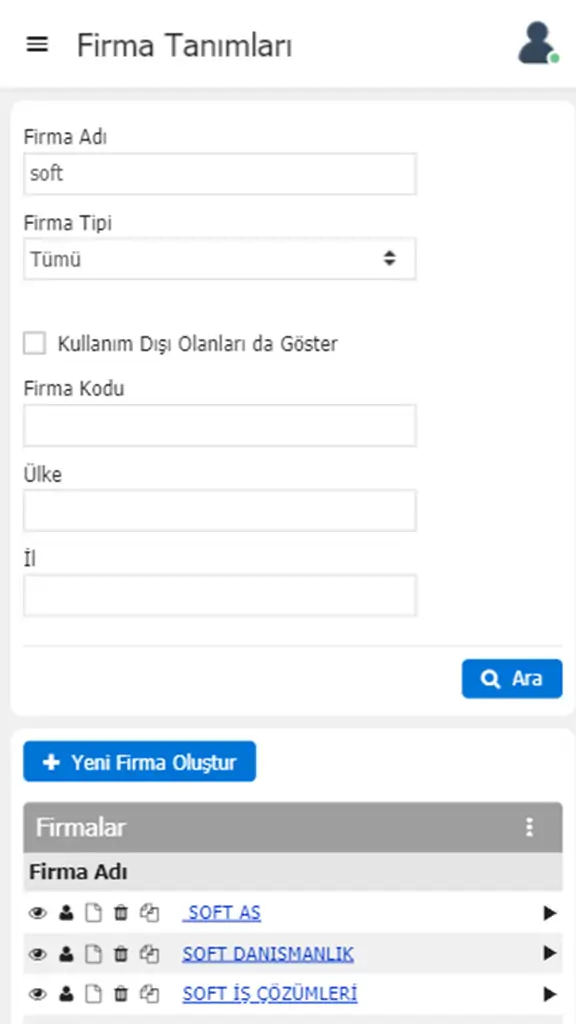 Firma Tanımları
Firma Adı
soft
Firma Tipi
Tümü
Kullanım Dışı Olanları da Göster
Firma Kodu
Ülke
İl
Ara
Yeni Firma Oluştur
Firmalar
Firma Adı
SOFT AS
SOFT DANISMANLIK
SOFT İŞ ÇÖZÜMLERİ